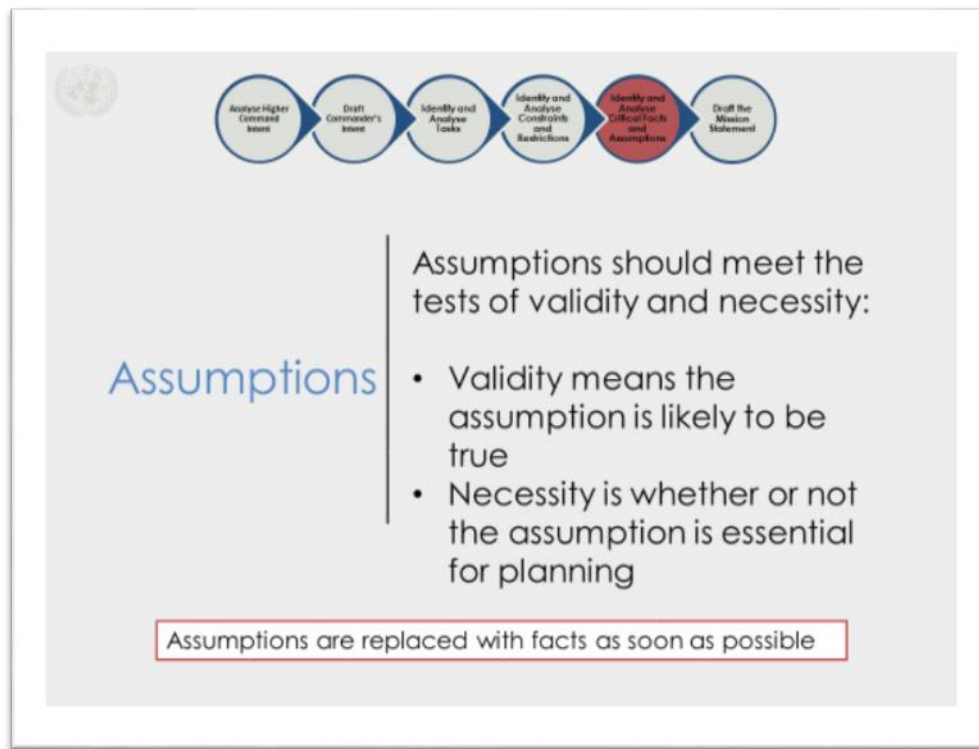 Analyse Higher
Command
Intent
Draft
Commander's
Intent
Identify and
Analyse
Tasks
Identify and
Analyse
Constraints
and
Restrictions
Identify and
Analyse
Critical Facts
and
Assumptions
Draft the
Mission
Statement
Assumptions
Assumptions should meet the
tests of validity and necessity:
• Validity means the
assumption is likely to be
true
• Necessity is whether or not
the assumption is essential
for planning
Assumptions are replaced with facts as soon as possible